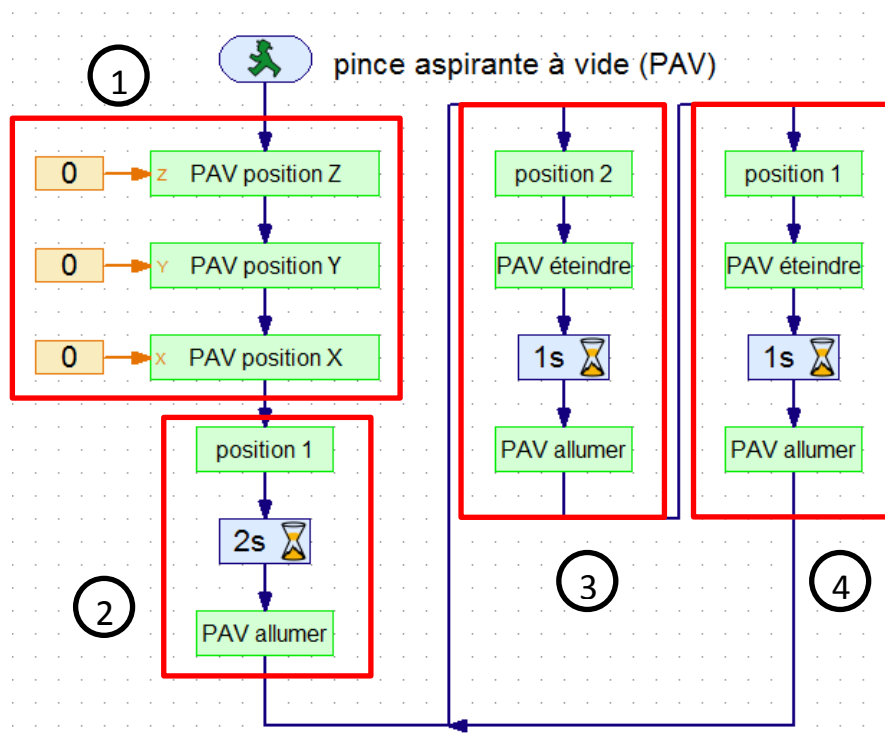 pince aspirante à vide (PAV)
1
0
Z PAV position Z
0
Y PAV position Y
0
X PAV position X
position 1
2s
PAV allumer
2
position 2
PAV éteindre
1s
PAV allumer
3
position 1
PAV éteindre
1s
PAV allumer
4